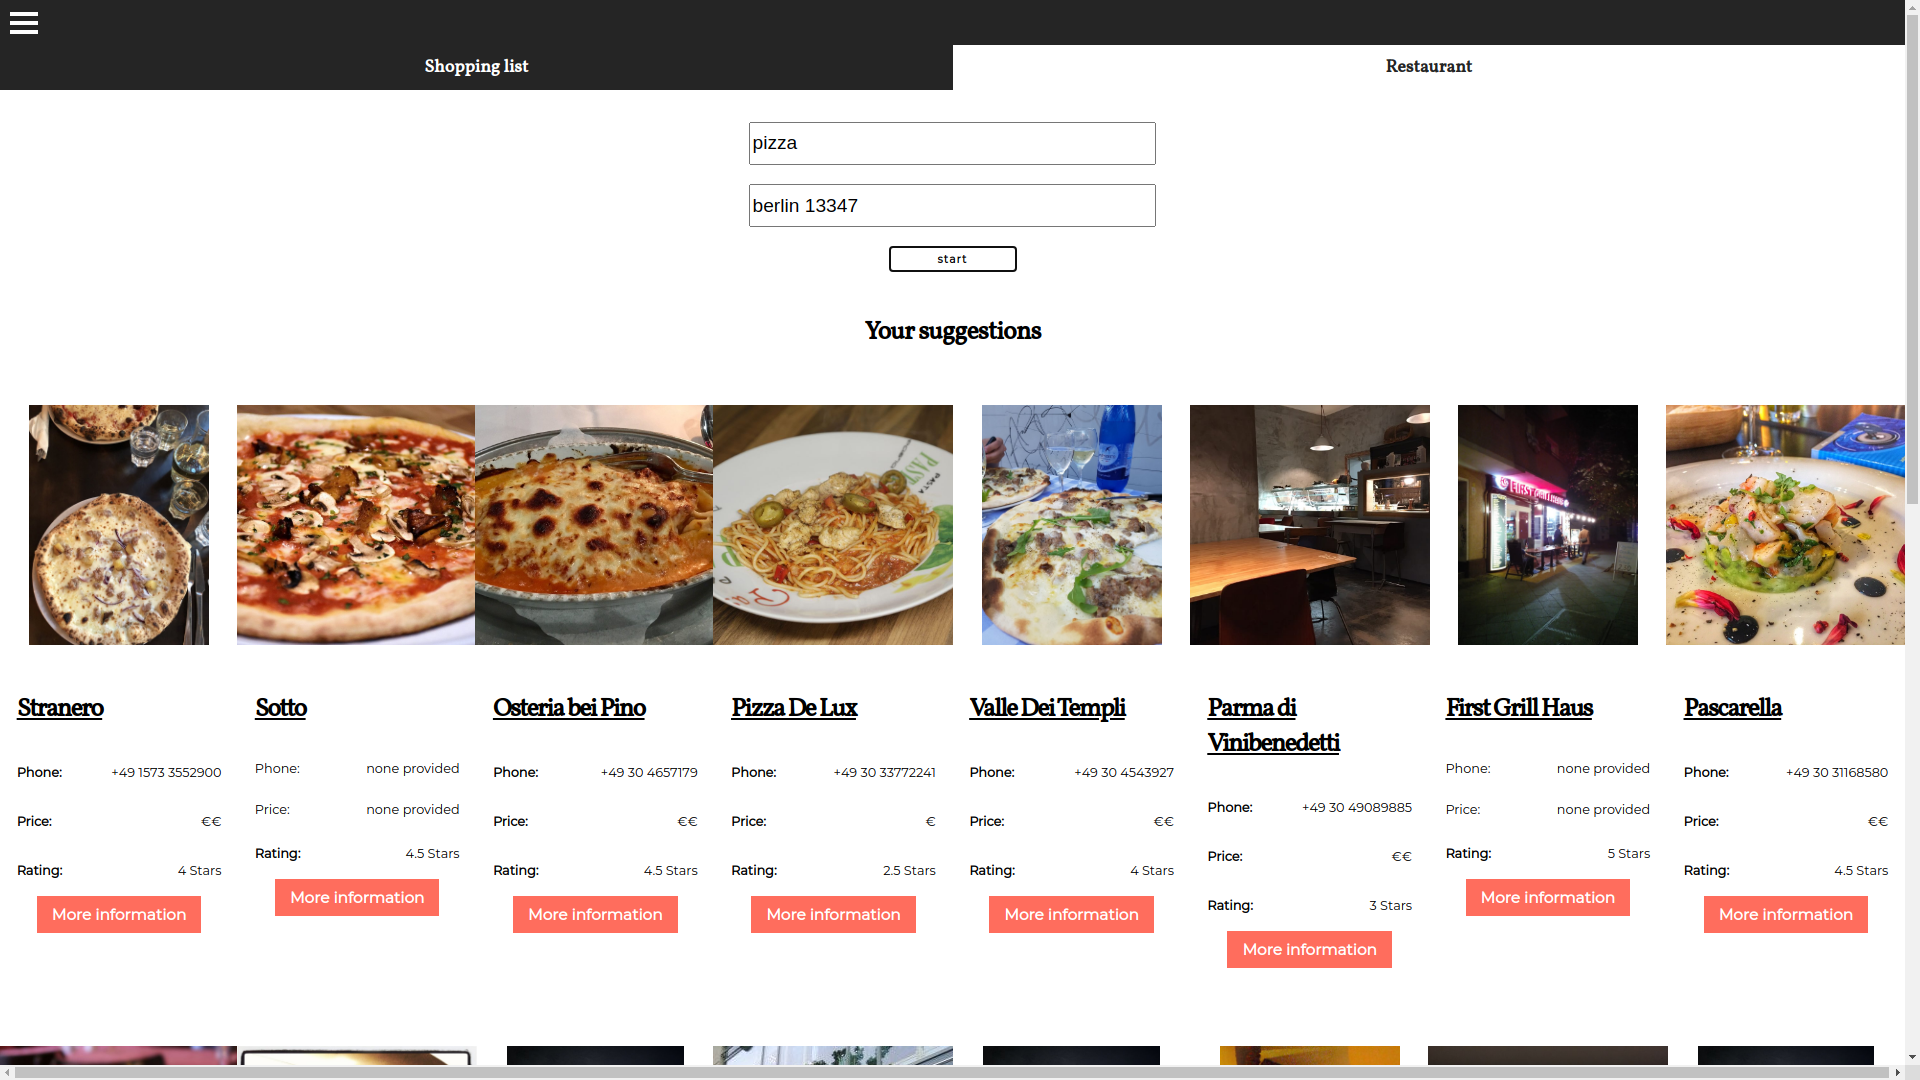 Shopping list
Restaurant
pizza
berlin 13347
start
Your suggestions
Stranero
Phone: +49 1573 3552900
Price: €€
Rating: 4 Stars
More information
Sotto
Phone: none provided
Price: none provided
Rating: 4.5 Stars
More information
Osteria bei Pino
Phone: +49 30 4657179
Price: €€
Rating: 4.5 Stars
More information
PASTA
Pizza De Lux
Phone: +49 30 33772241
Price: €
Rating: 2.5 Stars
More information
Valle Dei Templi
Phone: +49 30 4543927
Price: €€
Rating: 4 Stars
More information
Parma di
Vinibenedetti
Phone: +49 30 49089885
Price: €€
Rating: 3 Stars
More information
FIRST GRILL
First Grill Haus
Phone: none provided
Price: none provided
Rating: 5 Stars
More information
Pascarella
Phone: +49 30 31168580
Price: €€
Rating: 4.5 Stars
More information